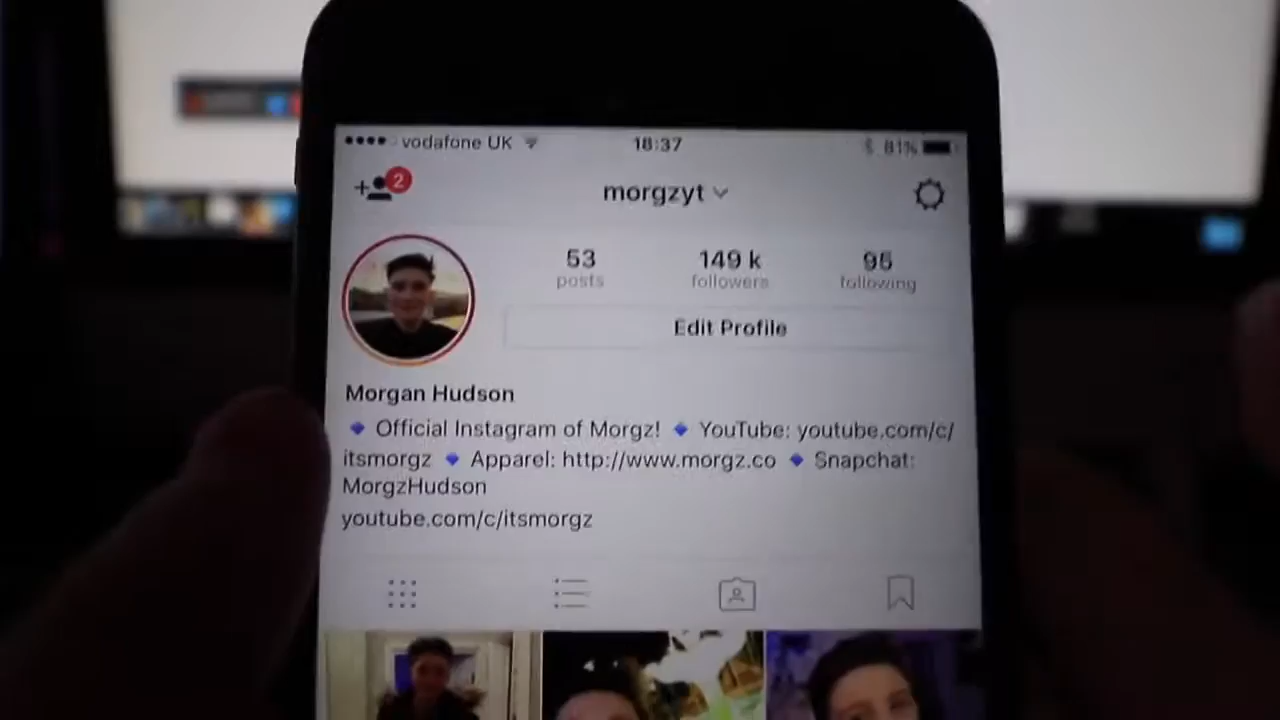 vodafone UK 18:37 81%
2 morgzyt
53 149 k 95
posts followers following
Edit Profile
Morgan Hudson
Official Instagram of Morgz! YouTube: youtube.com/c/
itsmorgz Apparel: http://www.morgz.co Snapchat:
MorgzHudson
youtube.com/c/itsmorgz